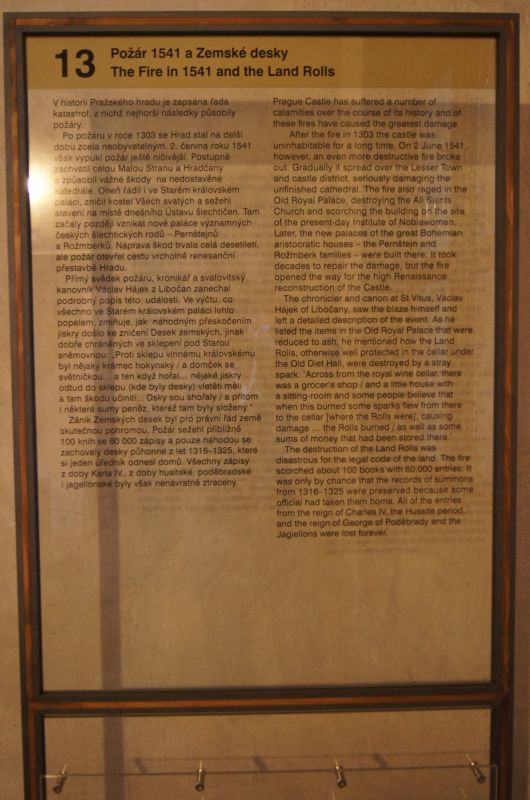 13
Požár 1541 a Zemské desky
The Fire in 1541 and the Land Rolls
V historii Pražského hradu je zapsána řada
katastrof, z nichž nejhorší následky působily
požáry.
Po požáru v roce 1303 se Hrad stal na delší
dobu zcela neobyvatelným. 2. června roku 1541
však vypukl požár ještě ničivější. Postupně
zachvátil celou Malou Stranu a Hradčany
a způsobil vážné škody na nedostavěné
katedrále. Oheň řádil i ve Starém královském
paláci, zničil kostel Všech svatých a sežehl
stavení na místě dnešního Ústavu šlechtičen. Tam
začaly později vznikat nové paláce významných
českých šlechtických rodů – Pernštejnů
a Rožmberků. Náprava škod trvala celá desetiletí,
ale požár otevřel cestu vrcholně renesanční
přestavbě Hradu.
Přímý svědek požáru, kronikář a svatovítský
kanovník Václav Hájek z Libočan zanechal
podrobný popis této události. Ve výčtu, co
všechno ve Starém královském paláci lehlo
popelem, zmiňuje, jak náhodným přeskočením
jiskry došlo ke zničení Desek zemských, jinak
dobře chráněných ve sklepení pod Starou
sněmovnou: „Proti sklepu vinnému královskému
byl nějaký krámec hokynský / a domček se
světničkou... a ten když hořal... nějaké jiskry
odtud do sklepu (kde byly desky) vletěti měli
a tam škodu učiniti... Dsky sou shořaly / a přitom
i některé sumy peněz, kteréž tam byly složeny."
Zánik Zemských desek byl pro právní řád země
skutečnou pohromou. Požár sežehl přibližně
100 knih se 60 000 zápisy a pouze náhodou se
zachovaly desky půhonné z let 1316–1325, které
si jeden úředník odnesl domů. Všechny zápisy
z doby Karla IV., z doby husitské, poděbradské
i jagellonské byly však nenávratně ztraceny.
Prague Castle has suffered a number of
calamities over the course of its history and of
these fires have caused the greatest damage.
After the fire in 1303 the castle was
uninhabitable for a long time. On 2 June 1541,
however, an even more destructive fire broke
out. Gradually it spread over the Lesser Town
and castle district, seriously damaging the
unfinished cathedral. The fire also raged in the
Old Royal Palace, destroying the All Saints
Church and scorching the building on the site
of the present-day Institute of Noblewomen.
Later, the new palaces of the great Bohemian
aristocratic houses – the Pernštejn and
Rožmberk families – were built there. It took
decades to repair the damage, but the fire
opened the way for the high Renaissance
reconstruction of the Castle.
The chronicler and canon at St Vitus, Václav
Hájek of Libočany, saw the blaze himself and
left a detailed description of the event. As he
listed the items in the Old Royal Palace that were
reduced to ash, he mentioned how the Land
Rolls, otherwise well protected in the cellar under
the Old Diet Hall, were destroyed by a stray
spark: 'Across from the royal wine cellar, there
was a grocer's shop / and a little house with
a sitting-room and some people believe that
when this burned some sparks flew from there
to the cellar [where the Rolls were], causing
damage ... the Rolls burned / as well as some
sums of money that had been stored there.'
The destruction of the Land Rolls was
disastrous for the legal code of the land. The fire
scorched about 100 books with 60,000 entries. It
was only by chance that the records of summons
from 1316–1325 were preserved because some
official had taken them home. All of the entries
from the reign of Charles IV, the Hussite period,
and the reign of George of Poděbrady and the
Jagiellons were lost forever.